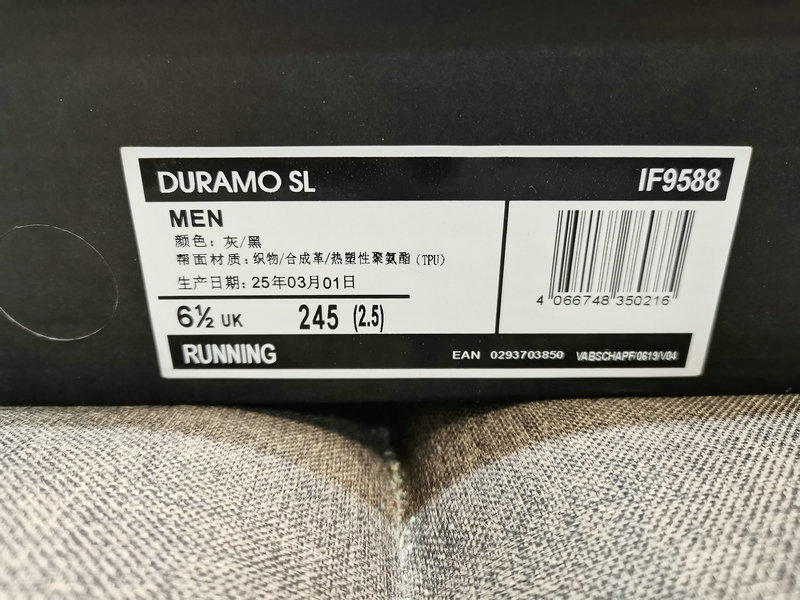 DURAMO SL IF9588
MEN
颜色：灰/黑
帮面材质：织物/合成革/热塑性聚氨酯（TPU）
生产日期：25年03月01日
4 066748 350216
6½ UK 245 (2.5)
RUNNING EAN 0293703850 VABSCHAPF/0619/V04